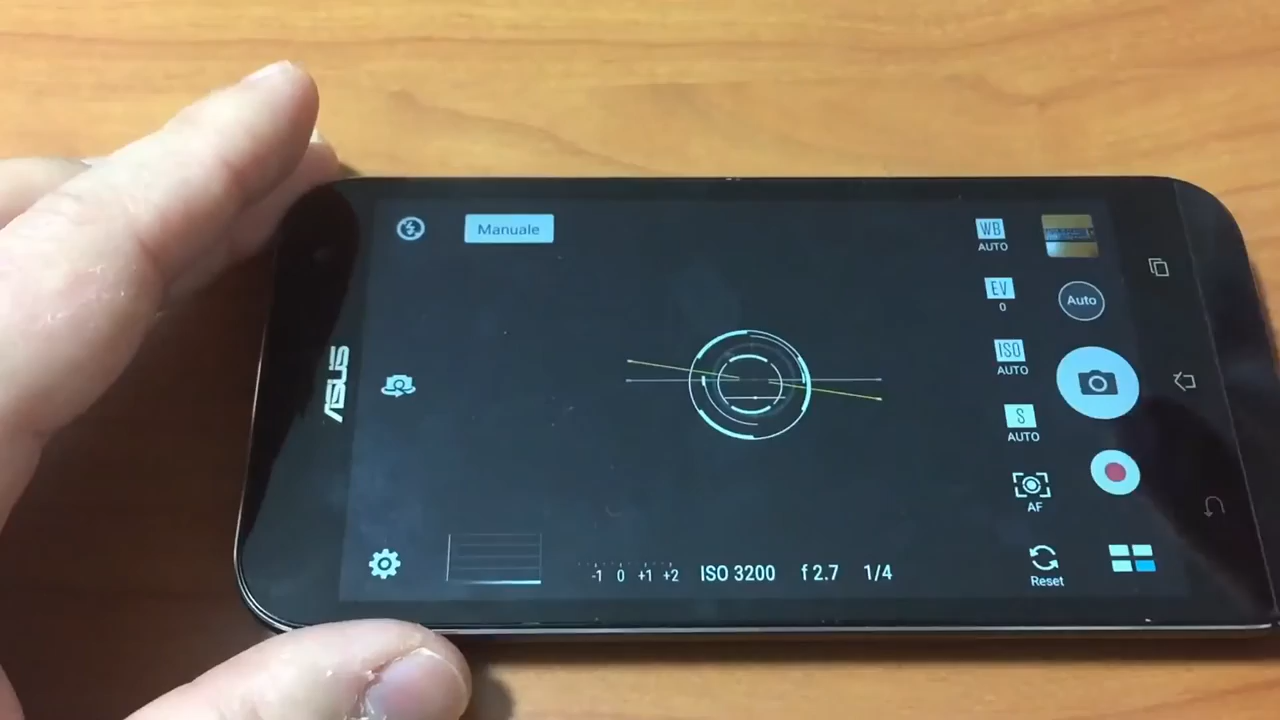 Manuale
WB
AUTO
EV
0
Auto
ISO
AUTO
ASUS
S
AUTO
AF
-1 0 +1 +2
ISO 3200
f 2.7
1/4
Reset